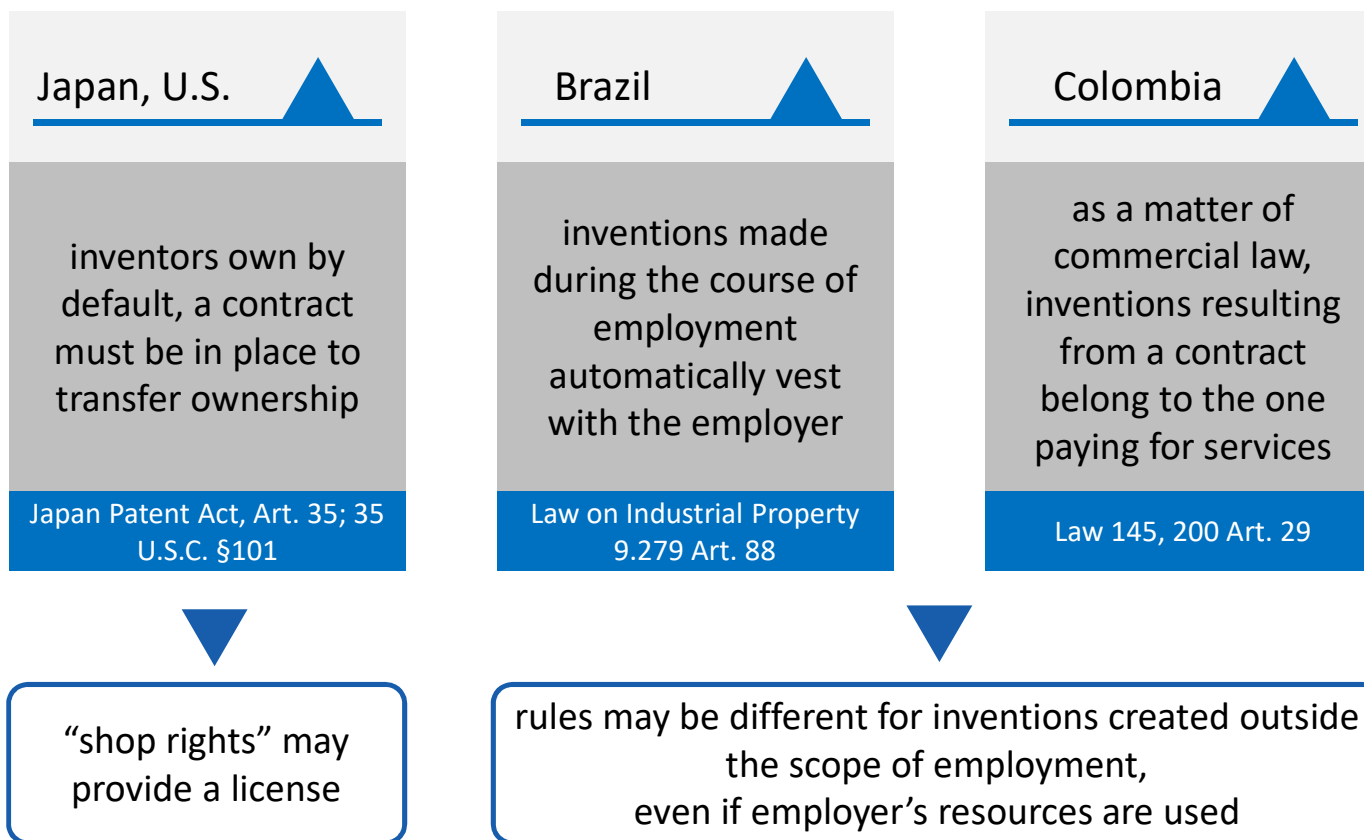 Japan, U.S.
inventors own by
default, a contract
must be in place to
transfer ownership
Japan Patent Act, Art. 35; 35
U.S.C. §101
“shop rights” may
provide a license
Brazil
inventions made
during the course of
employment
automatically vest
with the employer
Law on Industrial Property
9.279 Art. 88
Colombia
as a matter of
commercial law,
inventions resulting
from a contract
belong to the one
paying for services
Law 145, 200 Art. 29
rules may be different for inventions created outside
the scope of employment,
even if employer’s resources are used